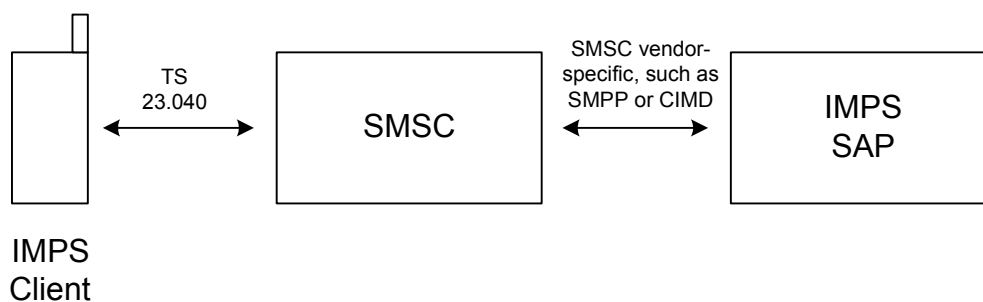 TS
23.040
SMSC
SMSC vendor-
specific, such as
SMPP or CIMD
IMPS
SAP
IMPS
Client